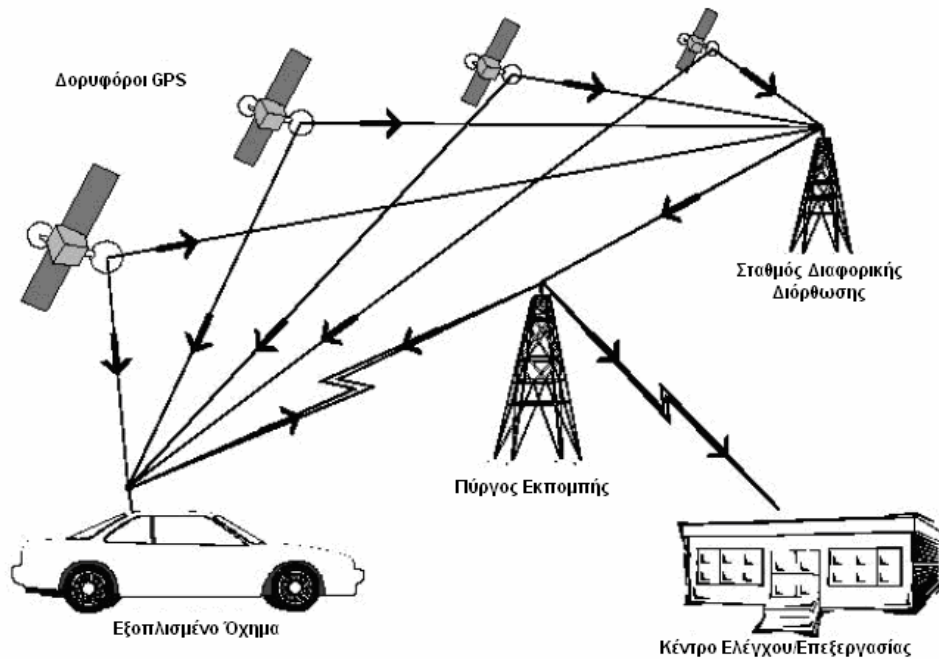 Δορυφόροι GPS
Σταθμός Διαφορικής
Διόρθωσης
Πύργος Εκπομπής
Εξοπλισμένο Όχημα
Κέντρο Ελέγχου/Επεξεργασίας